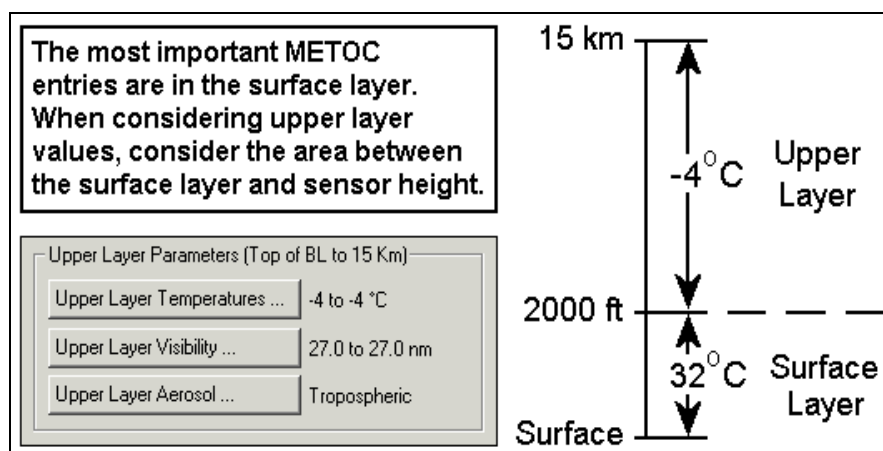 The most important METOC
entries are in the surface layer.
When considering upper layer
values, consider the area between
the surface layer and sensor height.
Upper Layer Parameters (Top of BL to 15 Km)
Upper Layer Temperatures ... -4 to -4 °C
Upper Layer Visibility ... 27.0 to 27.0 nm
Upper Layer Aerosol ... Tropospheric
15 km
-4°C
Upper
Layer
2000 ft
32°C
Surface
Layer
Surface